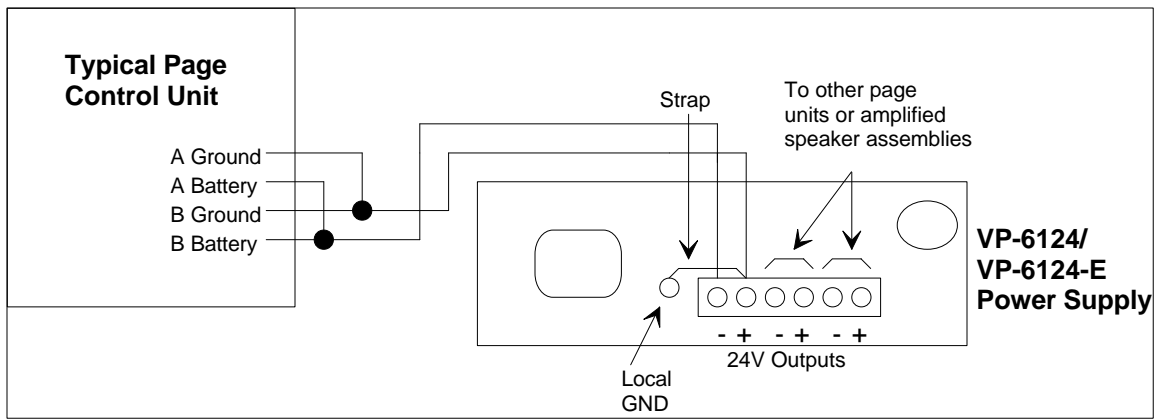 Typical Page
Control Unit
A Ground
A Battery
B Ground
B Battery
Strap
To other page
units or amplified
speaker assemblies
VP-6124/
VP-6124-E
Power Supply
- + - + - +
24V Outputs
Local
GND